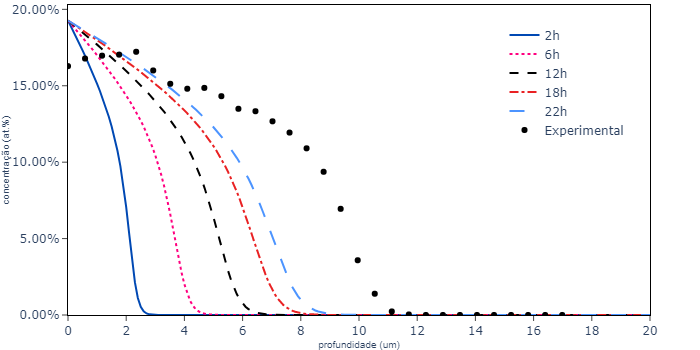 20.00%
15.00%
10.00%
5.00%
0.00%
concentração (at.%)
0 2 4 6 8 10 12 14 16 18 20
profundidade (um)
2h
6h
12h
18h
22h
Experimental